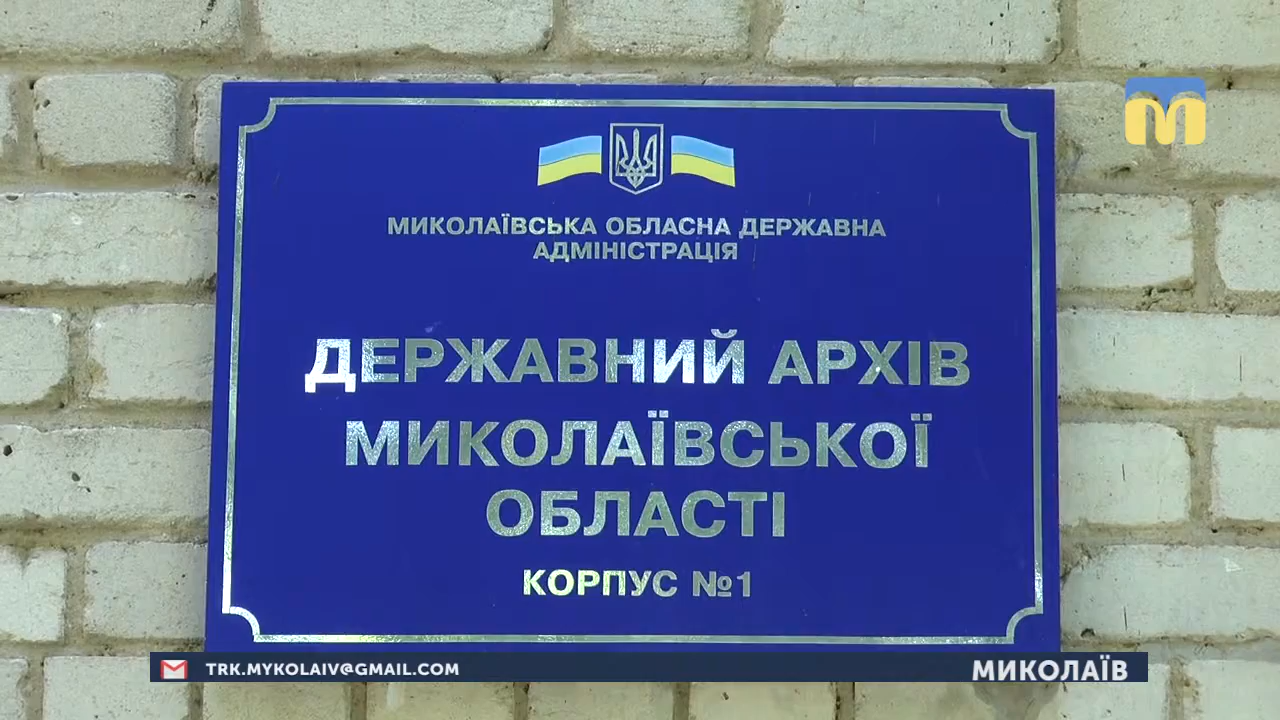 МИКОЛАЇВСЬКА ОБЛАСНА ДЕРЖАВНА
АДМІНІСТРАЦІЯ
ДЕРЖАВНИЙ АРХІВ
МИКОЛАЇВСЬКОЇ
ОБЛАСТІ
КОРПУС №1
TRK.MYKOLAIV@GMAIL.COM
МИКОЛАЇВ